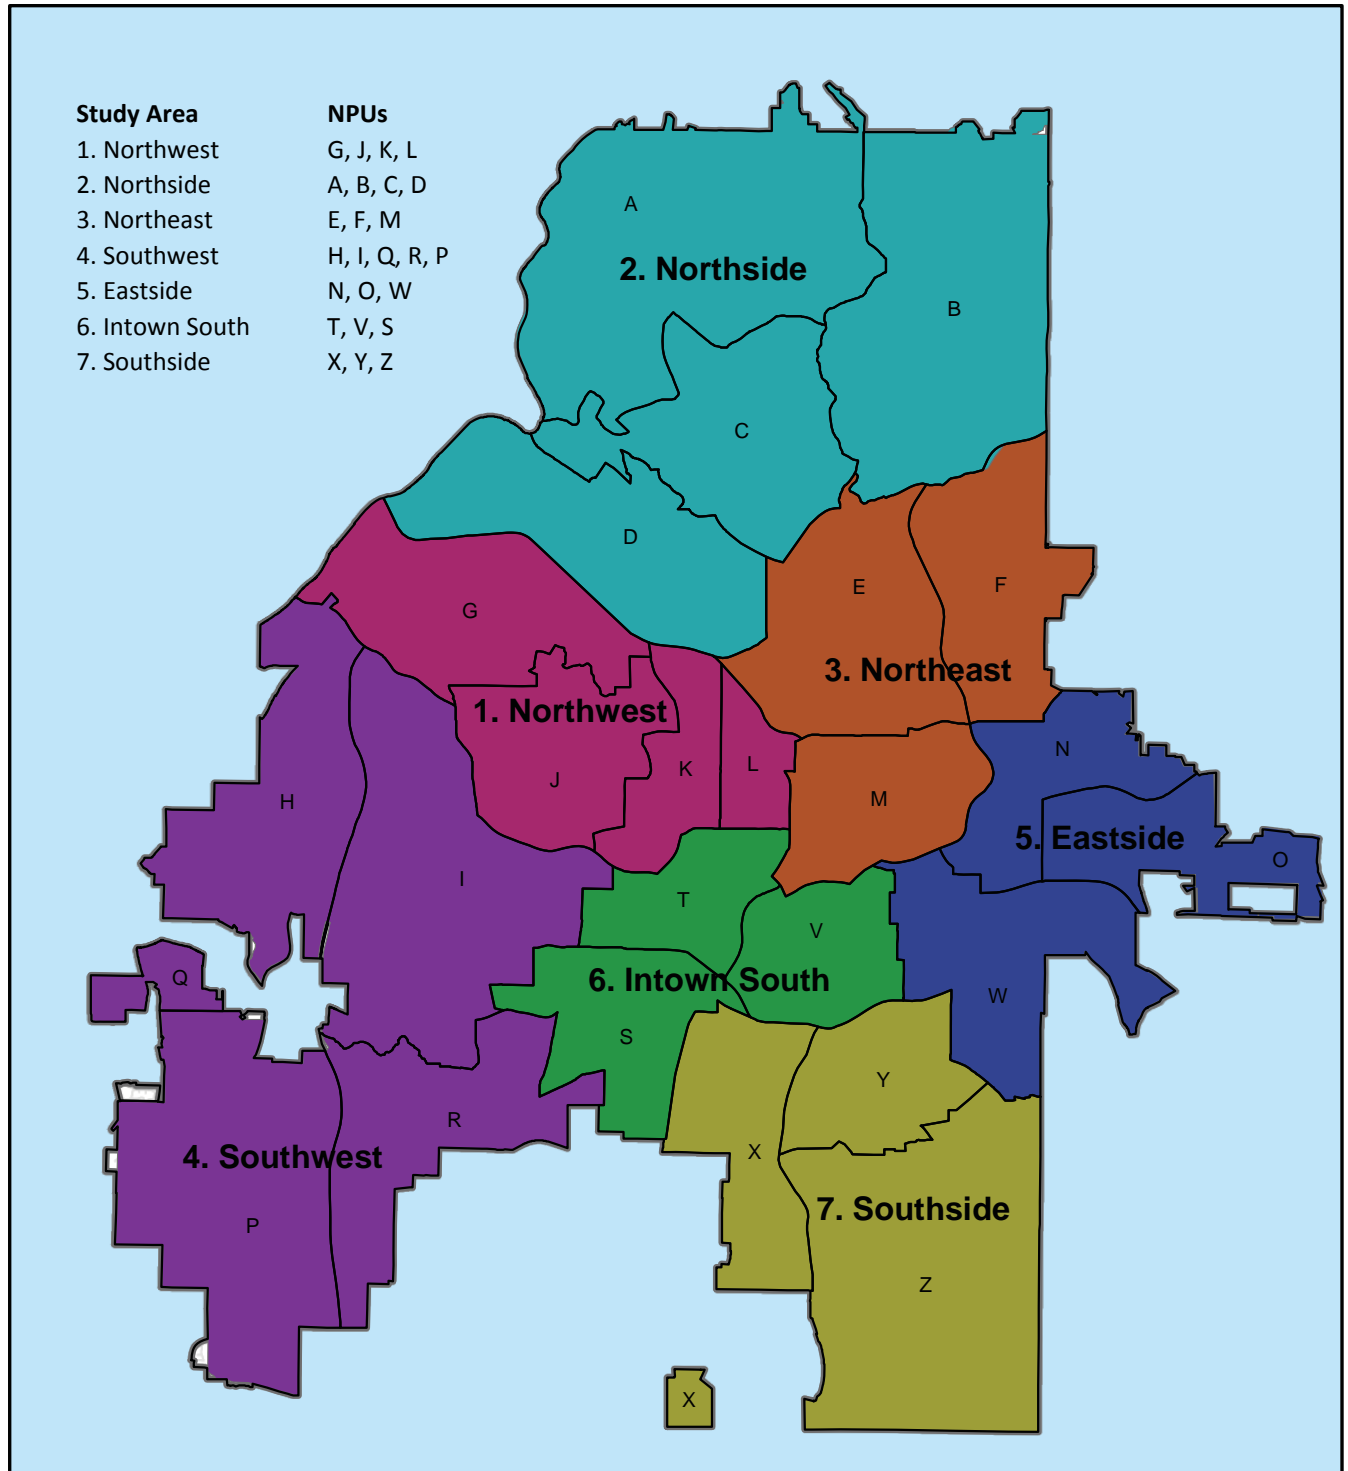 Study Area NPUs
1. Northwest G, J, K, L
2. Northside A, B, C, D
3. Northeast E, F, M
4. Southwest H, I, Q, R, P
5. Eastside N, O, W
6. Intown South T, V, S
7. Southside X, Y, Z
A
2. Northside
B
C
D
E
F
G
3. Northeast
1. Northwest
N
L
K
J
M
H
5. Eastside
O
I
T
V
Q
6. Intown South
W
S
Y
R
X
4. Southwest
7. Southside
P
Z
X